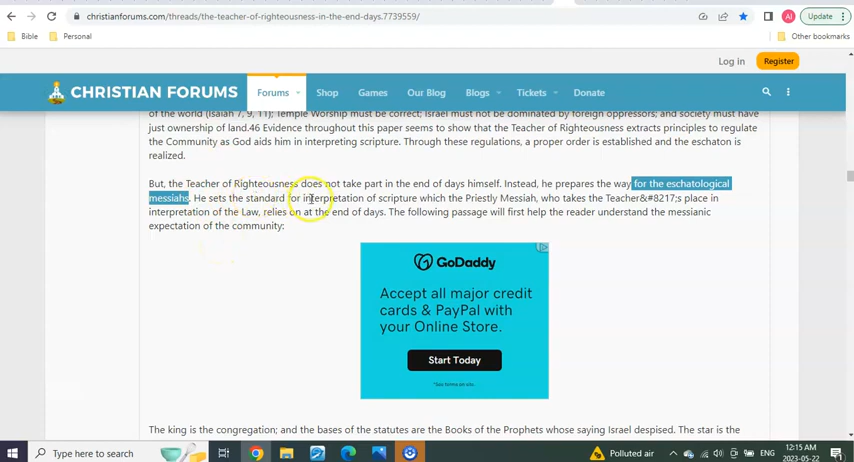 christianforums.com/threads/the-teacher-of-righteousness-in-the-end-days.7739559/
AI
Update
Bible
Personal
Other bookmarks
Log in
Register
CHRISTIAN FORUMS
Forums
Shop
Games
Our Blog
Blogs
Tickets
Donate
of the world (Isaiah 7, 9, 11); Temple Worship must be correct; Israel must not be dominated by foreign oppressors; and society must have
just ownership of land.46 Evidence throughout this paper seems to show that the Teacher of Righteousness extracts principles to regulate
the Community as God aids him in interpreting scripture. Through these regulations, a proper order is established and the eschaton is
realized.
But, the Teacher of Righteousness does not take part in the end of days himself. Instead, he prepares the way for the eschatological
messiahs. He sets the standard for interpretation of scripture which the Priestly Messiah, who takes the Teacher&#8217;s place in
interpretation of the Law, relies on at the end of days. The following passage will first help the reader understand the messianic
expectation of the community:
GoDaddy
Accept all major credit
cards & PayPal with
your Online Store.
Start Today
*See terms on site.
The king is the congregation; and the bases of the statutes are the Books of the Prophets whose saying Israel despised. The star is the
Type here to search
Polluted air
ENG
12:15 AM
2023-05-22